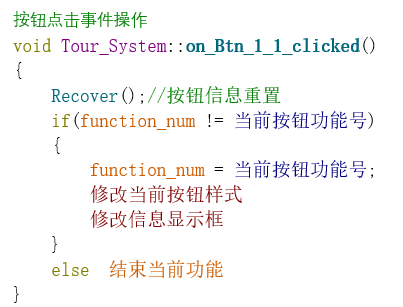 按钮点击事件操作
void Tour_System::on_Btn_1_1_clicked()
{
    Recover();//按钮信息重置
    if(function_num != 当前按钮功能号)
    {
        function_num = 当前按钮功能号;
        修改当前按钮样式
        修改信息显示框
    }
    else  结束当前功能
}